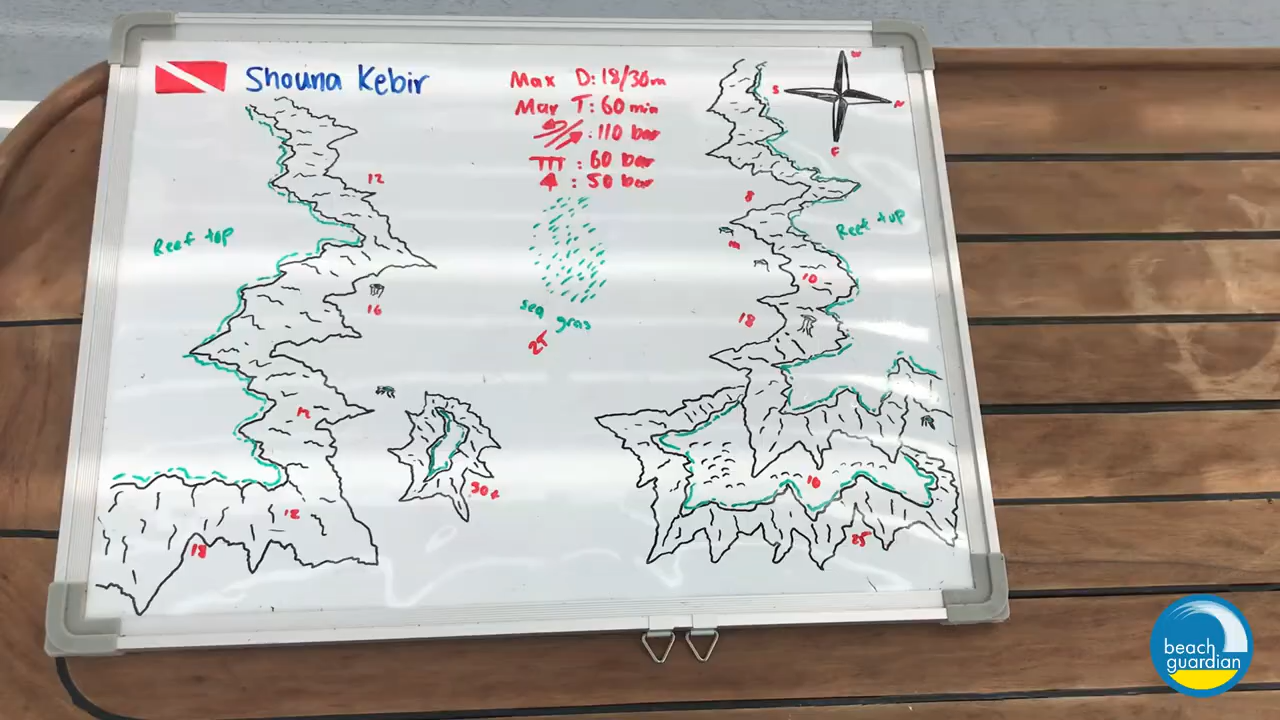 Shouna Kebir
Max D: 18/30m
Max T: 60 min
: 110 bar
: 60 bar
: 50 bar
S
N
12
8
Reef top
Reef top
10
16
18
sea gras
25
12
30+
10
12
18
25
beach
guardian